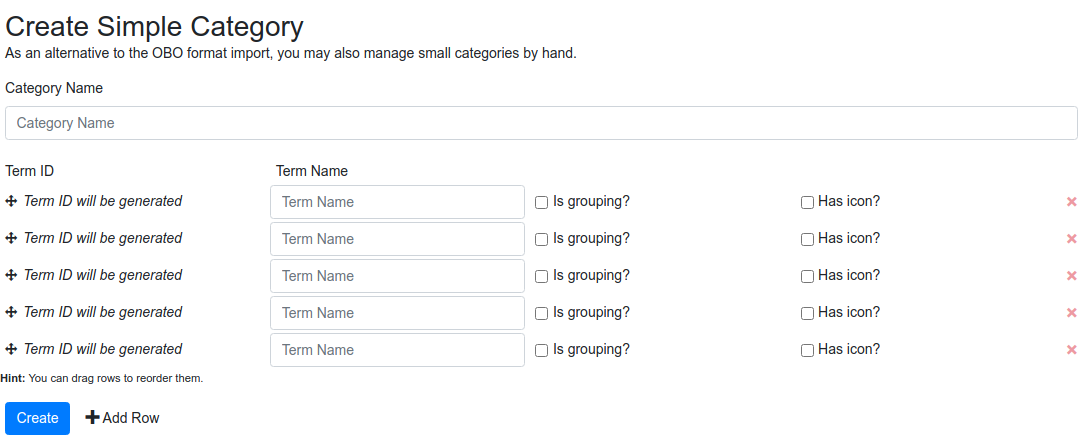 Create Simple Category
As an alternative to the OBO format import, you may also manage small categories by hand.
Category Name
Category Name
Term ID Term Name
Term ID will be generated Term Name Is grouping? Has icon?
Term ID will be generated Term Name Is grouping? Has icon?
Term ID will be generated Term Name Is grouping? Has icon?
Term ID will be generated Term Name Is grouping? Has icon?
Term ID will be generated Term Name Is grouping? Has icon?
Hint: You can drag rows to reorder them.
Create Add Row